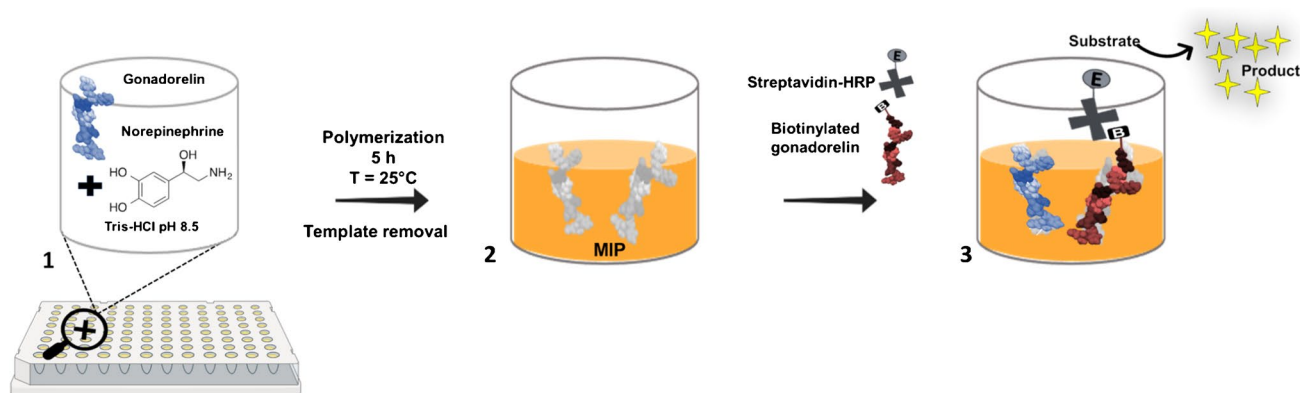 Gonadorelin
Norepinephrine
OH
HO
NH₂
HO
Tris-HCl pH 8.5
1
Polymerization
5 h
T = 25°C
Template removal
2
MIP
Streptavidin-HRP
E
B
Biotinylated
gonadorelin
3
Substrate
Product
E
B